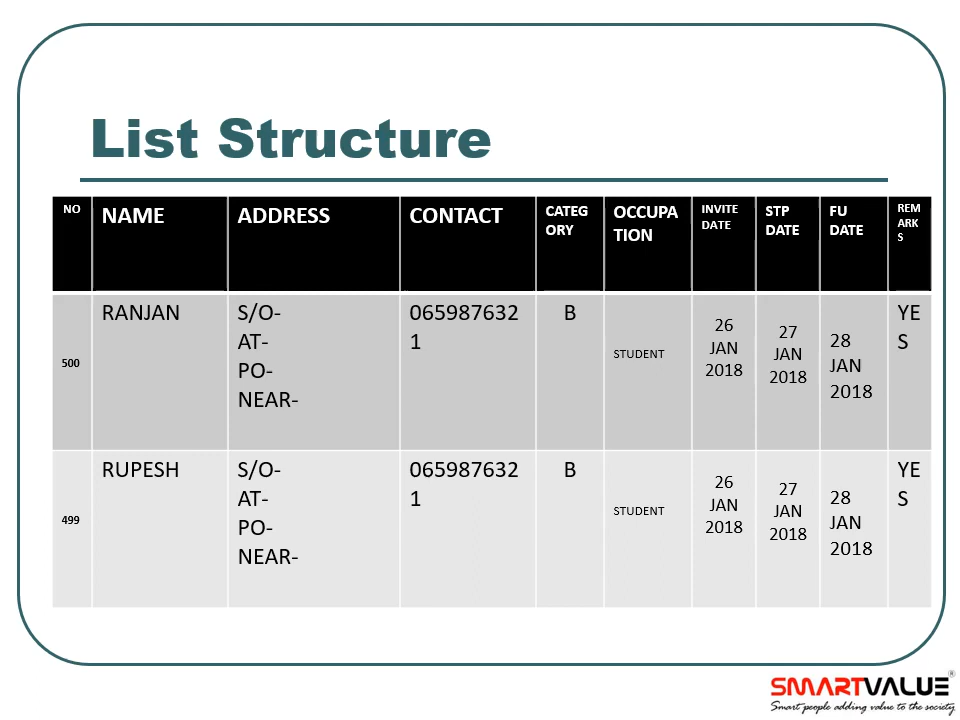 List Structure
NO
NAME
ADDRESS
CONTACT
CATEG
ORY
OCCUPA
TION
INVITE
DATE
STP
DATE
FU
DATE
REM
ARK
S
500
RANJAN
S/O-
AT-
PO-
NEAR-
065987632
1
B
STUDENT
26
JAN
2018
27
JAN
2018
28
JAN
2018
YE
S
499
RUPESH
S/O-
AT-
PO-
NEAR-
065987632
1
B
STUDENT
26
JAN
2018
27
JAN
2018
28
JAN
2018
YE
S
SMARTVALUE®
Smart people adding value to the society